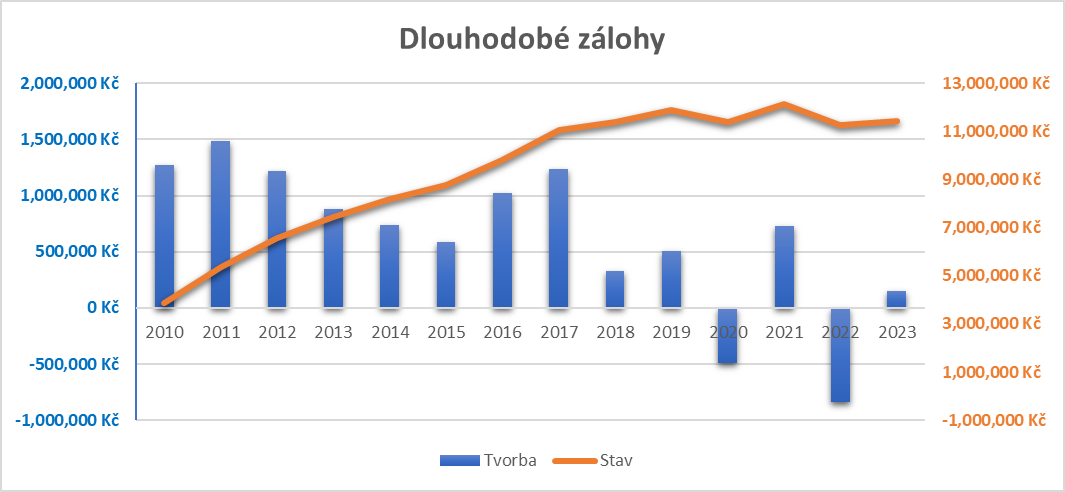 Dlouhodobé zálohy
2,000,000 Kč
1,500,000 Kč
1,000,000 Kč
500,000 Kč
0 Kč
-500,000 Kč
-1,000,000 Kč
13,000,000 Kč
11,000,000 Kč
9,000,000 Kč
7,000,000 Kč
5,000,000 Kč
3,000,000 Kč
1,000,000 Kč
-1,000,000 Kč
2010 2011 2012 2013 2014 2015 2016 2017 2018 2019 2020 2021 2022 2023
Tvorba Stav